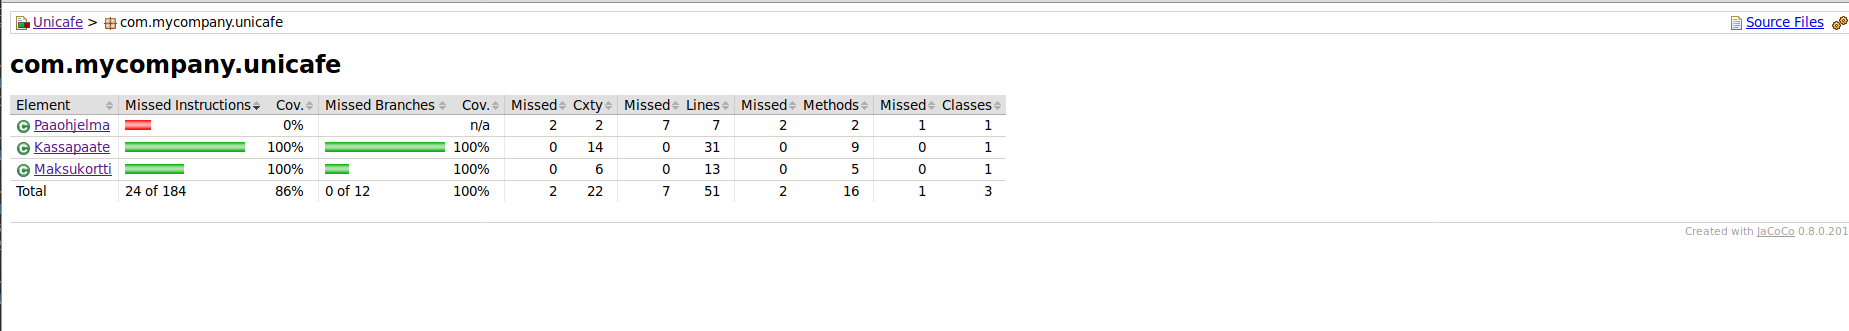 Unicafe > com.mycompany.unicafe Source Files
com.mycompany.unicafe
Element Missed Instructions Cov. Missed Branches Cov. Missed Cxty Missed Lines Missed Methods Missed Classes
Paaohjelma 0% n/a 2 2 7 7 2 2 1 1
Kassapaate 100% 100% 0 14 0 31 0 9 0 1
Maksukortti 100% 100% 0 6 0 13 0 5 0 1
Total 24 of 184 86% 0 of 12 100% 2 22 7 51 2 16 1 3
Created with JaCoCo 0.8.0.201